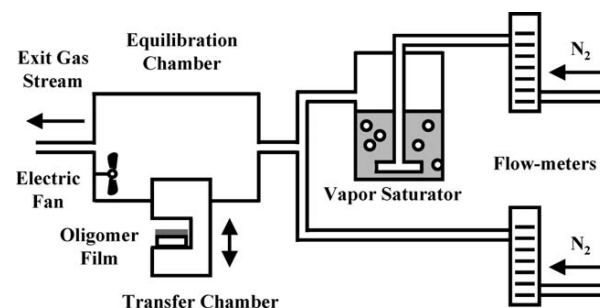 Equilibration
Chamber
Exit Gas
Stream
N₂
Electric
Fan
Vapor Saturator
Flow-meters
Oligomer
Film
N₂
Transfer Chamber